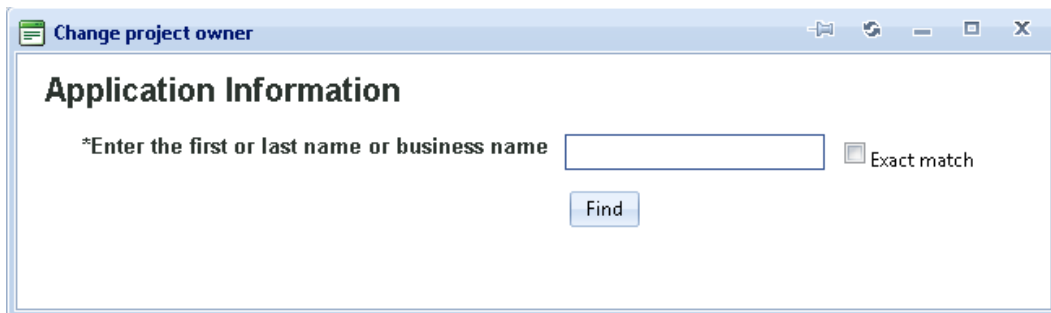 Change project owner
Application Information
*Enter the first or last name or business name
Exact match
Find